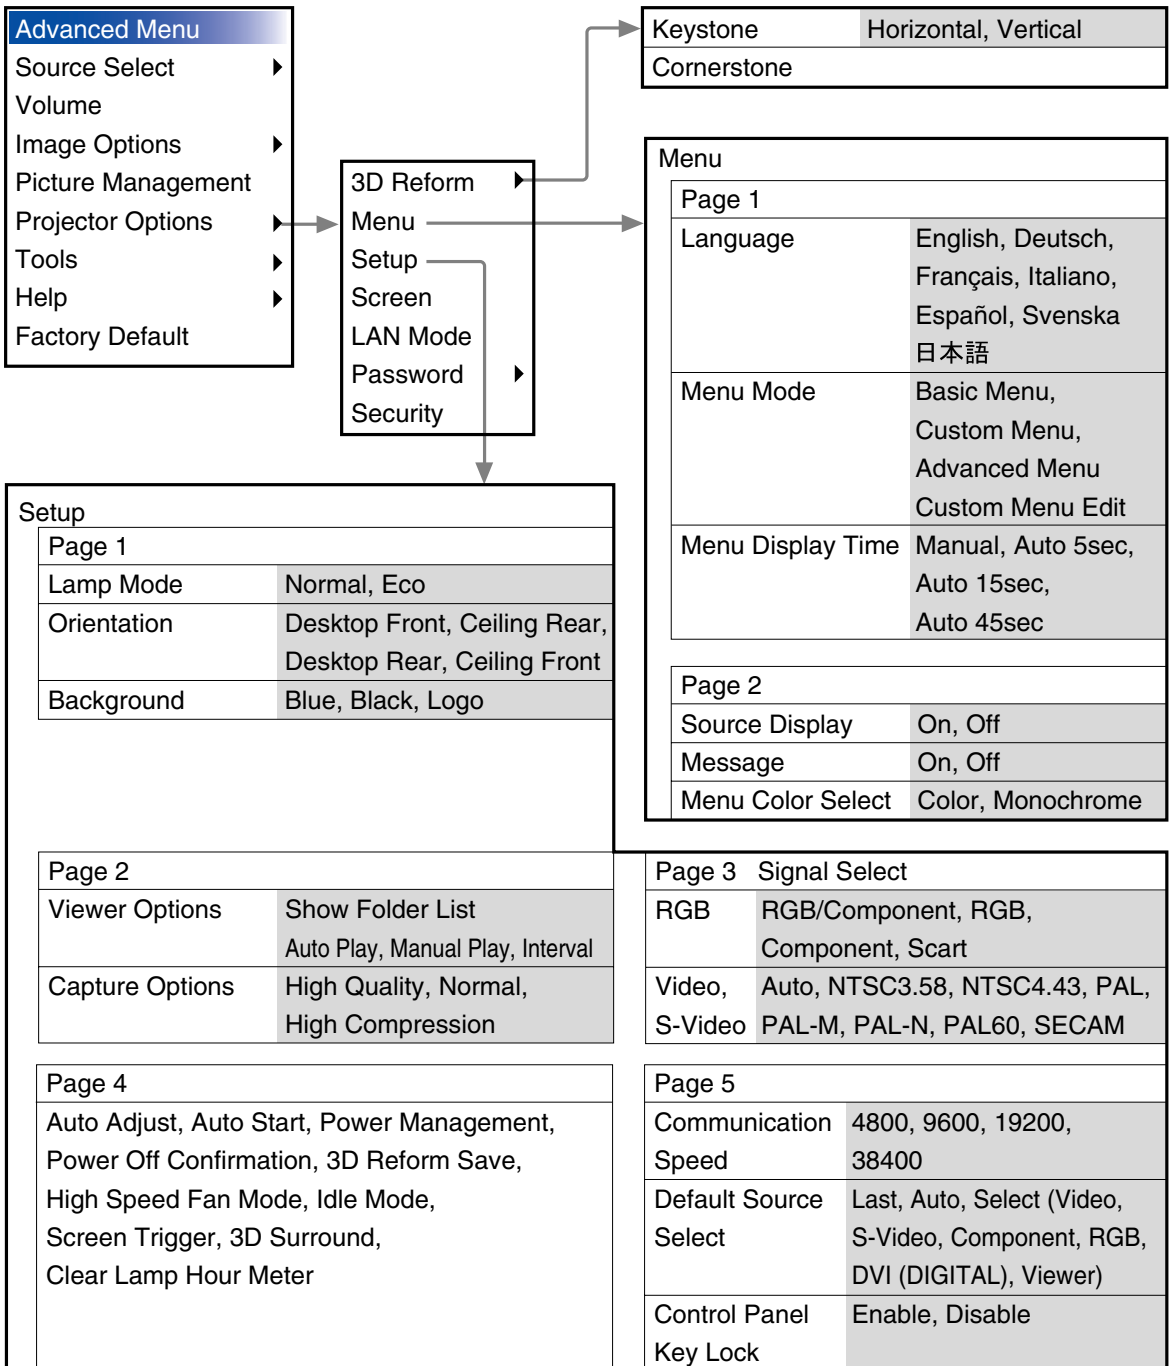 Advanced Menu
Source Select
Volume
Image Options
Picture Management
Projector Options
Tools
Help
Factory Default
3D Reform
Menu
Setup
Screen
LAN Mode
Password
Security
Keystone Horizontal, Vertical
Cornerstone
Menu
Page 1
Language English, Deutsch,
Français, Italiano,
Español, Svenska
日本語
Menu Mode Basic Menu,
Custom Menu,
Advanced Menu
Custom Menu Edit
Menu Display Time Manual, Auto 5sec,
Auto 15sec,
Auto 45sec
Page 2
Source Display On, Off
Message On, Off
Menu Color Select Color, Monochrome
Setup
Page 1
Lamp Mode Normal, Eco
Orientation Desktop Front, Ceiling Rear,
Desktop Rear, Ceiling Front
Background Blue, Black, Logo
Page 2
Viewer Options Show Folder List
Auto Play, Manual Play, Interval
Capture Options High Quality, Normal,
High Compression
Page 3 Signal Select
RGB RGB/Component, RGB,
Component, Scart
Video, Auto, NTSC3.58, NTSC4.43, PAL,
S-Video PAL-M, PAL-N, PAL60, SECAM
Page 4
Auto Adjust, Auto Start, Power Management,
Power Off Confirmation, 3D Reform Save,
High Speed Fan Mode, Idle Mode,
Screen Trigger, 3D Surround,
Clear Lamp Hour Meter
Page 5
Communication 4800, 9600, 19200,
Speed 38400
Default Source Last, Auto, Select (Video,
Select S-Video, Component, RGB,
DVI (DIGITAL), Viewer)
Control Panel Enable, Disable
Key Lock